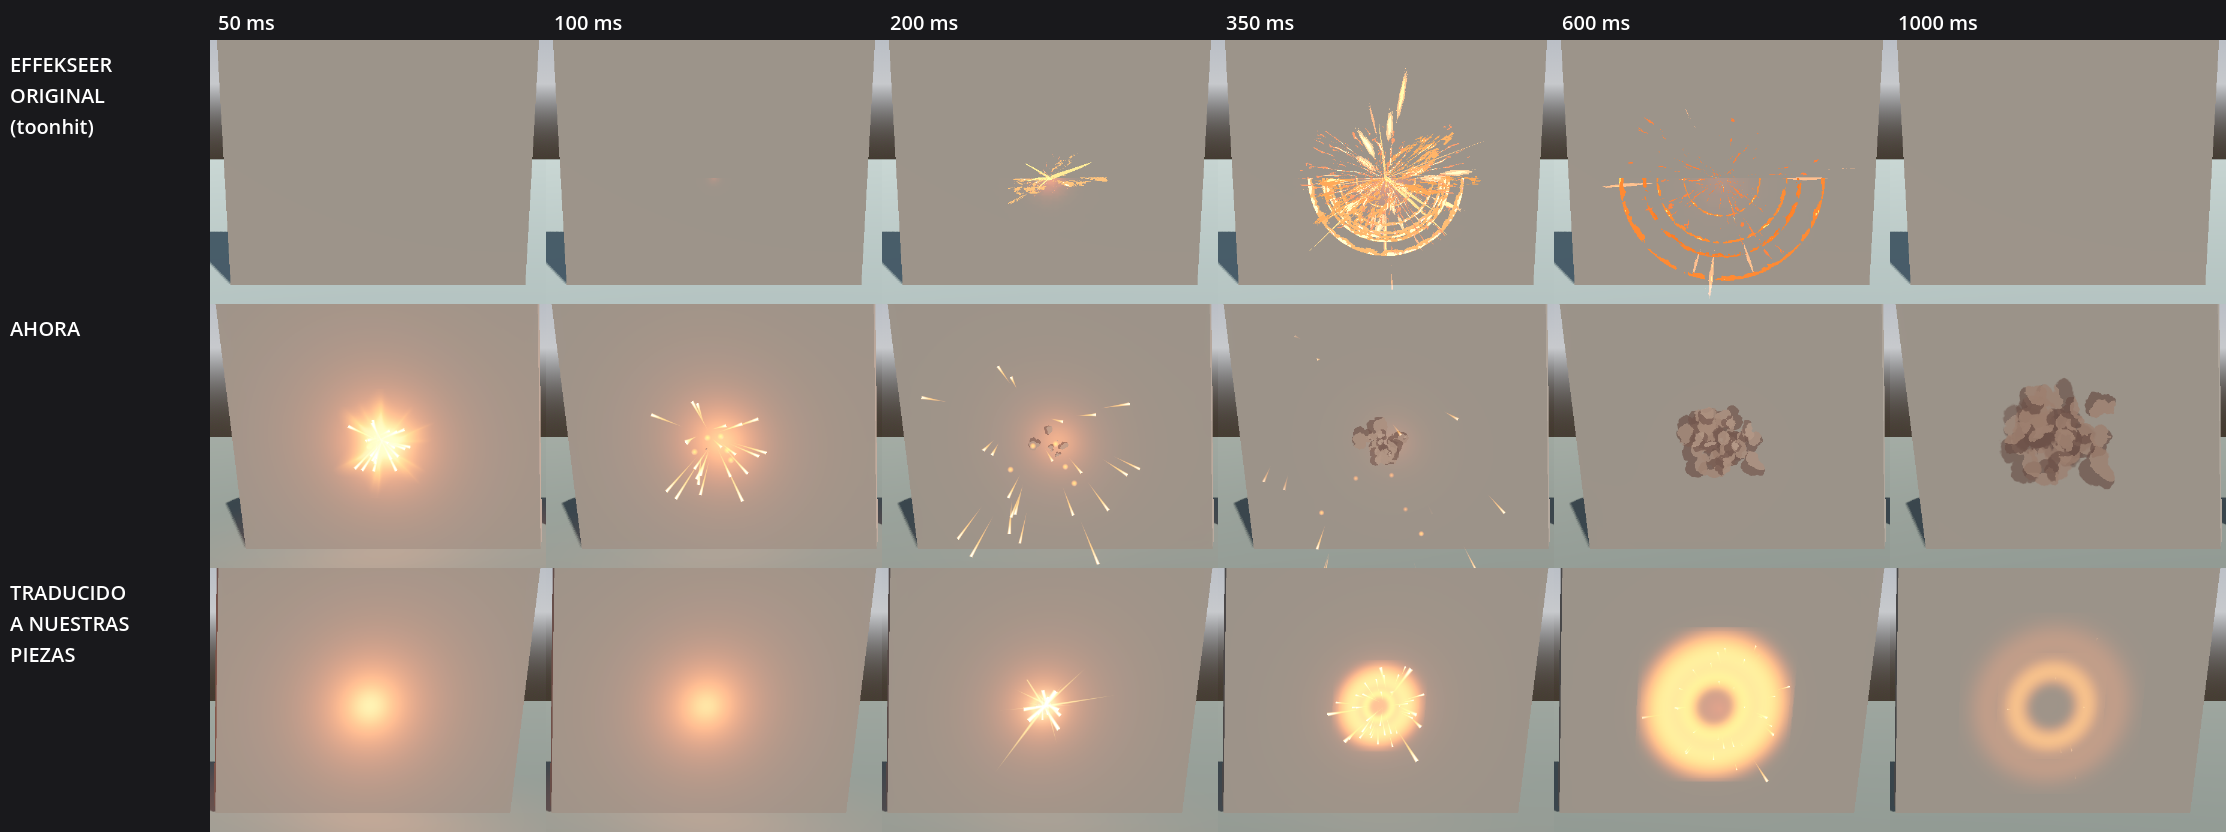 50 ms
100 ms
200 ms
350 ms
600 ms
1000 ms
EFFEKSEER
ORIGINAL
(toonhit)
AHORA
TRADUCIDO
A NUESTRAS
PIEZAS